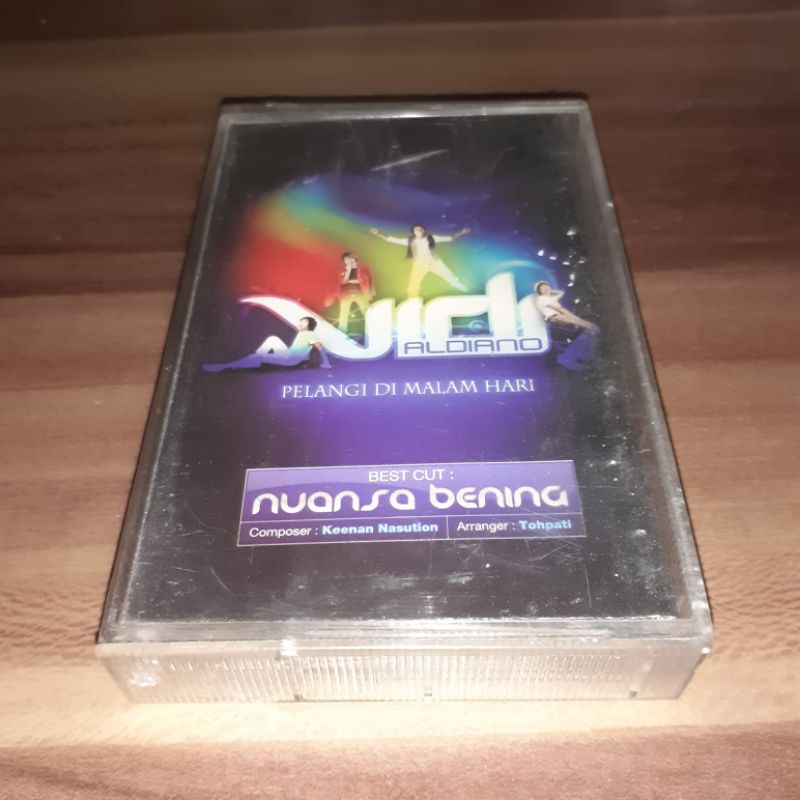 Vidi
ALDIANO
PELANGI DI MALAM HARI
BEST CUT :
nuansa bening
Composer : Keenan Nasution Arranger : Tohpati